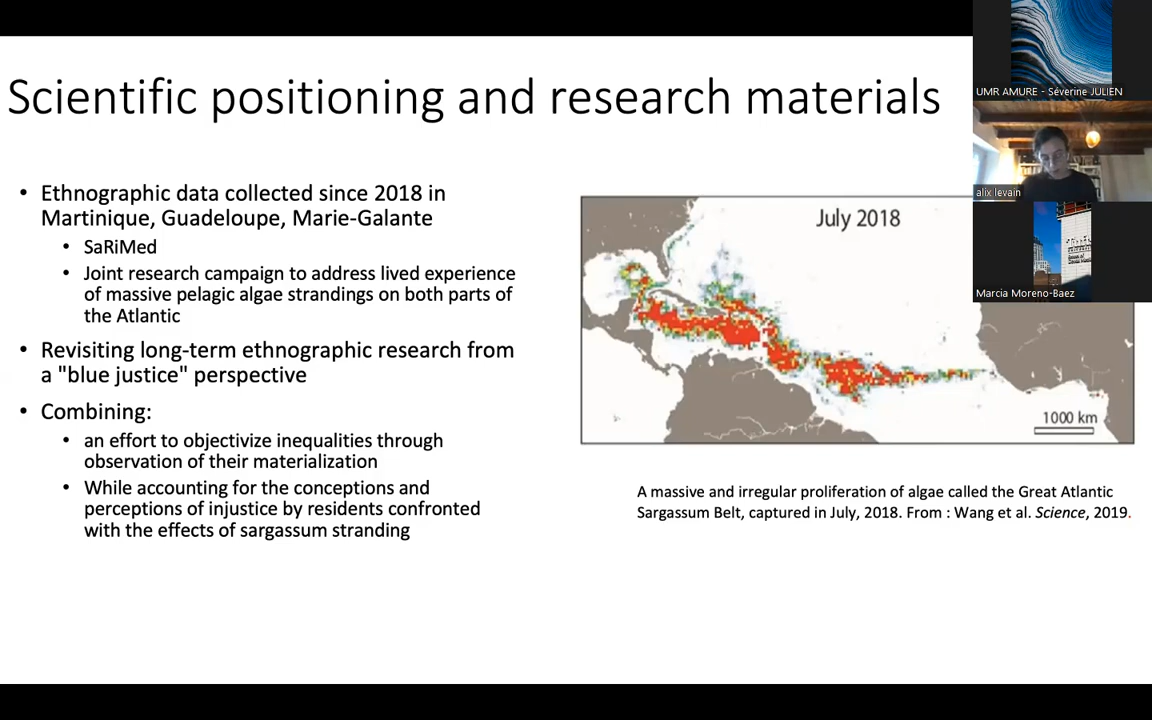 Scientific positioning and research materials
• Ethnographic data collected since 2018 in
Martinique, Guadeloupe, Marie-Galante
• SaRiMed
• Joint research campaign to address lived experience
of massive pelagic algae strandings on both parts of
the Atlantic
• Revisiting long-term ethnographic research from
a "blue justice" perspective
• Combining:
• an effort to objectivize inequalities through
observation of their materialization
• While accounting for the conceptions and
perceptions of injustice by residents confronted
with the effects of sargassum stranding
July 2018
1000 km
A massive and irregular proliferation of algae called the Great Atlantic
Sargassum Belt, captured in July, 2018. From : Wang et al. Science, 2019.
UMR AMURE - Séverine JULIEN
alix levain
Marcia Moreno-Baez